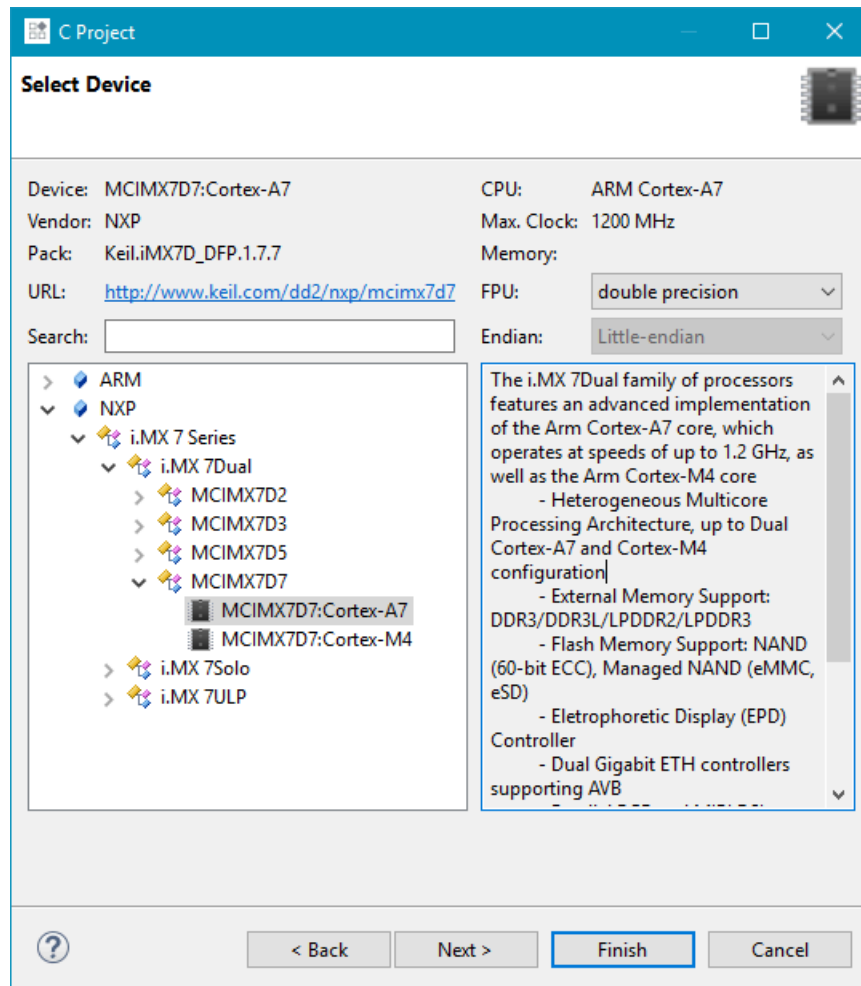 C Project
Select Device
Device: MCIMX7D7:Cortex-A7
Vendor: NXP
Pack: Keil.iMX7D_DFP.1.7.7
URL: http://www.keil.com/dd2/nxp/mcimx7d7
Search:
CPU: ARM Cortex-A7
Max. Clock: 1200 MHz
Memory:
FPU: double precision
Endian: Little-endian
ARM
NXP
i.MX 7 Series
i.MX 7Dual
MCIMX7D2
MCIMX7D3
MCIMX7D5
MCIMX7D7
MCIMX7D7:Cortex-A7
MCIMX7D7:Cortex-M4
i.MX 7Solo
i.MX 7ULP
The i.MX 7Dual family of processors
features an advanced implementation
of the Arm Cortex-A7 core, which
operates at speeds of up to 1.2 GHz, as
well as the Arm Cortex-M4 core
- Heterogeneous Multicore
Processing Architecture, up to Dual
Cortex-A7 and Cortex-M4
configuration
- External Memory Support:
DDR3/DDR3L/LPDDR2/LPDDR3
- Flash Memory Support: NAND
(60-bit ECC), Managed NAND (eMMC,
eSD)
- Eletrophoretic Display (EPD)
Controller
- Dual Gigabit ETH controllers
supporting AVB
?
< Back
Next >
Finish
Cancel